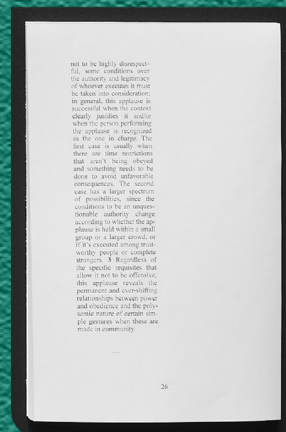 not to be highly disrespect-
ful, some conditions over
the authority and legitimacy
of whoever executes it must
be taken into consideration;
in general, this applause is
successful when the context
clearly justifies it and/or
when the person performing
the applause is recognized
as the one in charge. The
first case is usually when
there are time restrictions
that aren't being obeyed
and something needs to be
done to avoid unfavorable
consequences. The second
case has a larger spectrum
of possibilities, since the
conditions to be an unques-
tionable authority change
according to whether the ap-
plause is held within a small
group or a larger crowd, or
if it's executed among trust-
worthy people or complete
strangers. 8 Regardless of
the specific requisites that
allow it not to be offensive,
this applause reveals the
permanent and ever-shifting
relationships between power
and obedience and the poly-
semic nature of certain sim-
ple gestures when these are
made in community.
26